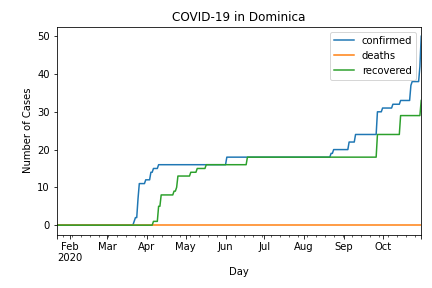 COVID-19 in Dominica
confirmed
deaths
recovered
Number of Cases
50
40
30
20
10
0
Feb Mar Apr May Jun Jul Aug Sep Oct
2020
Day